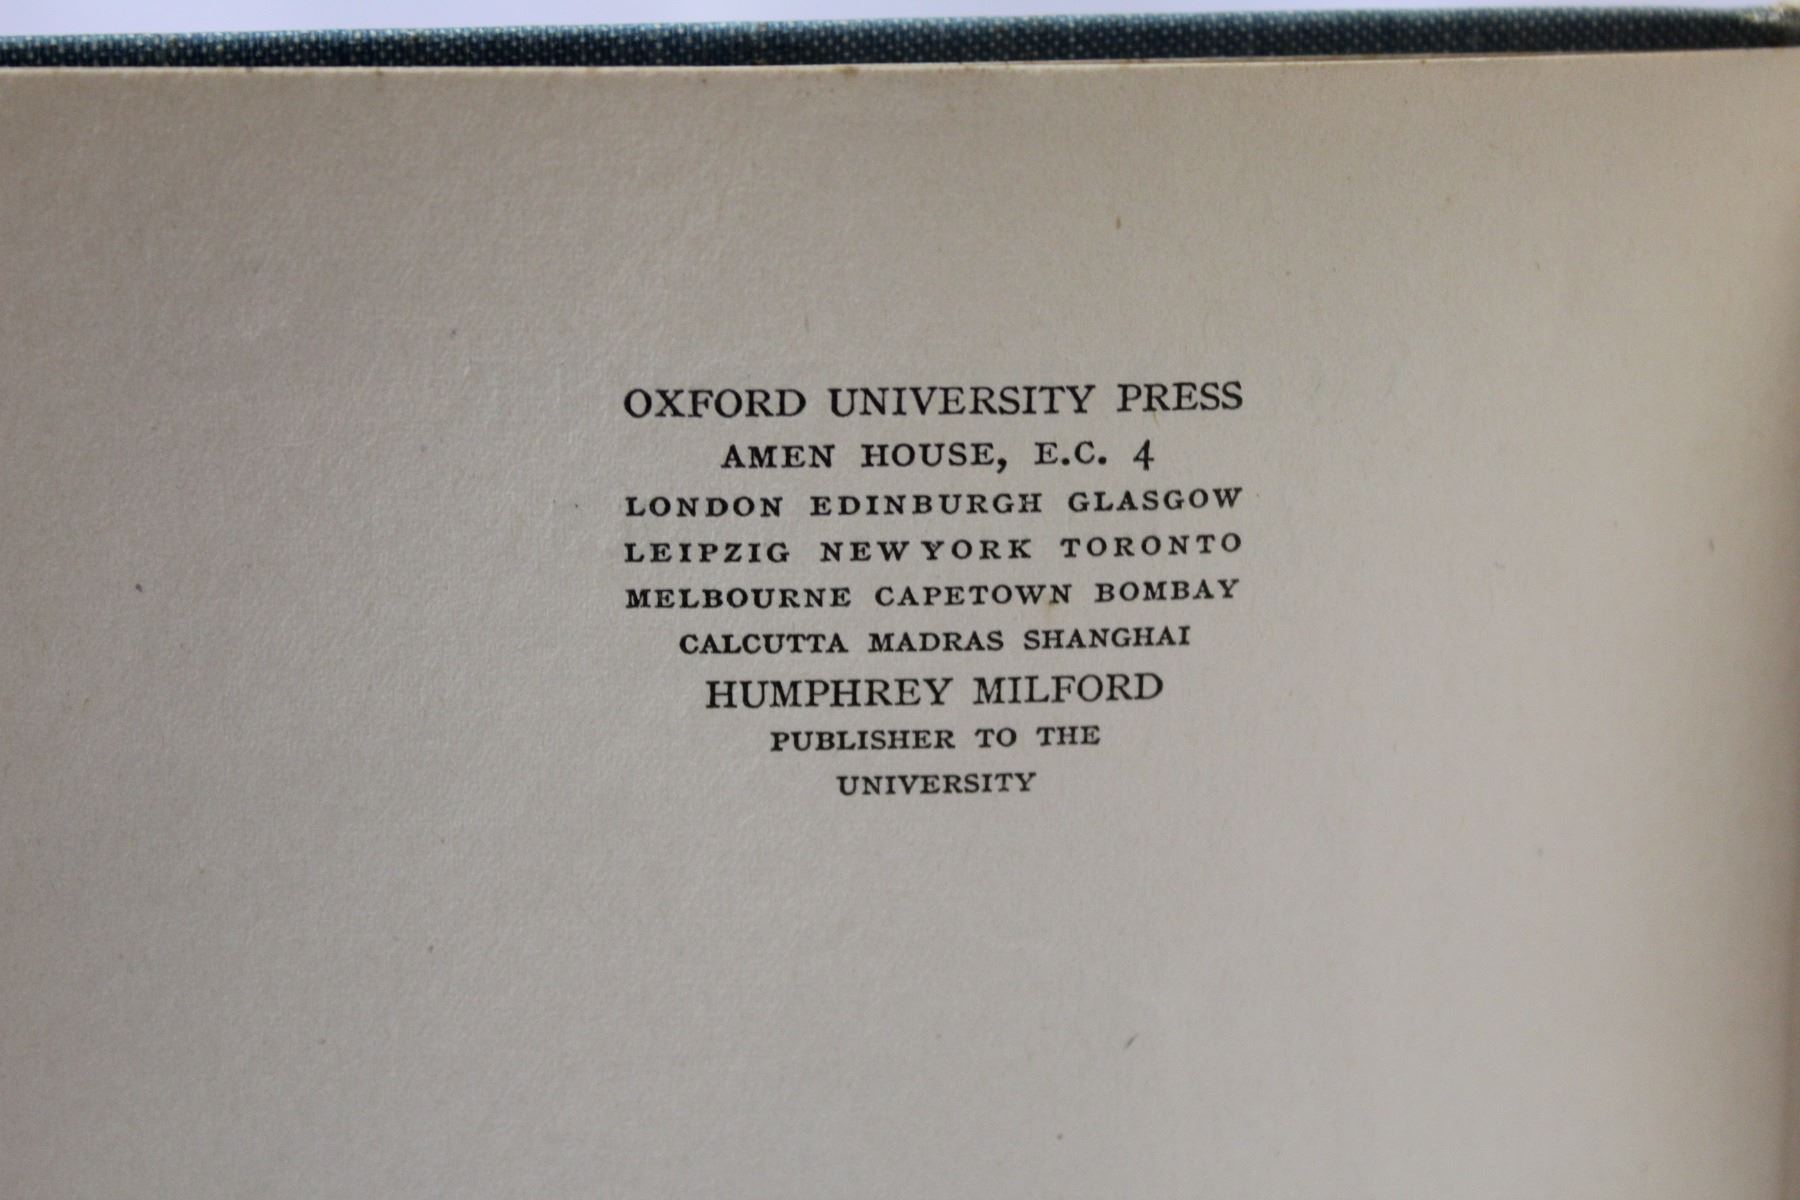 OXFORD UNIVERSITY PRESS
AMEN HOUSE, E.C. 4
LONDON EDINBURGH GLASGOW
LEIPZIG NEW YORK TORONTO
MELBOURNE CAPETOWN BOMBAY
CALCUTTA MADRAS SHANGHAI
HUMPHREY MILFORD
PUBLISHER TO THE
UNIVERSITY